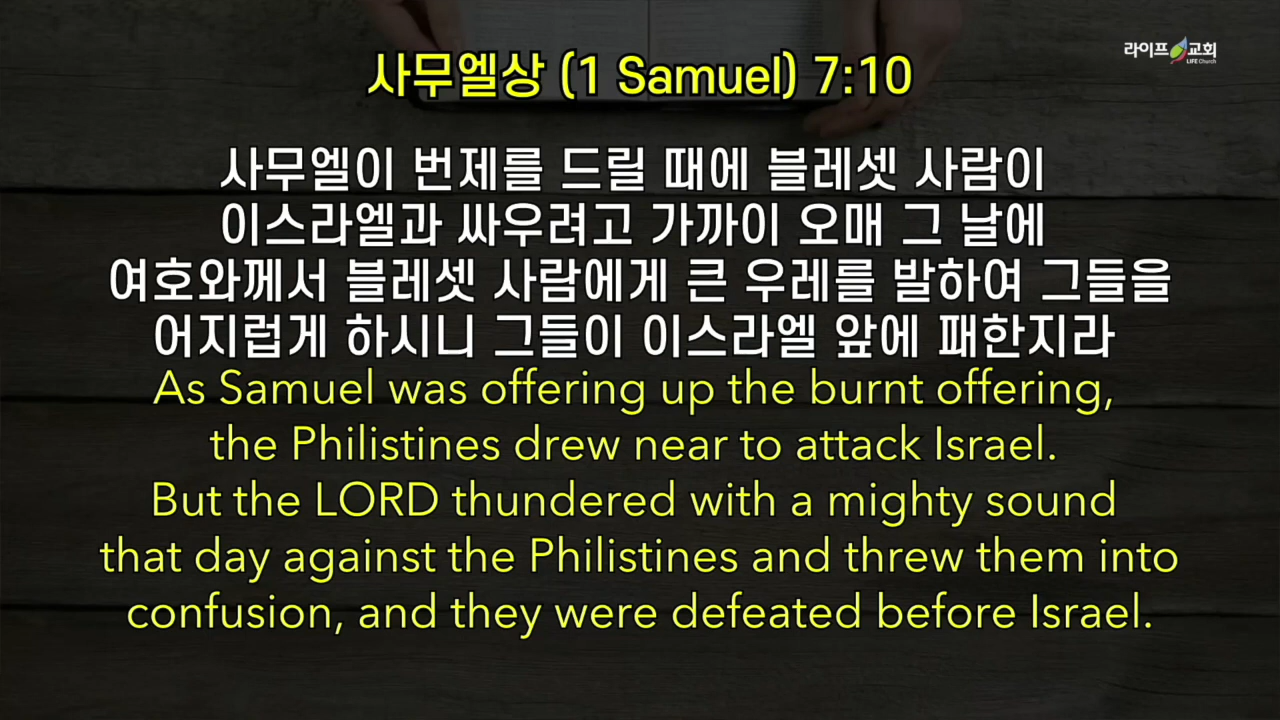 라이프 교회
LIFE Church
사무엘상 (1 Samuel) 7:10
사무엘이 번제를 드릴 때에 블레셋 사람이
이스라엘과 싸우려고 가까이 오매 그 날에
여호와께서 블레셋 사람에게 큰 우레를 발하여 그들을
어지럽게 하시니 그들이 이스라엘 앞에 패한지라
As Samuel was offering up the burnt offering,
the Philistines drew near to attack Israel.
But the LORD thundered with a mighty sound
that day against the Philistines and threw them into
confusion, and they were defeated before Israel.